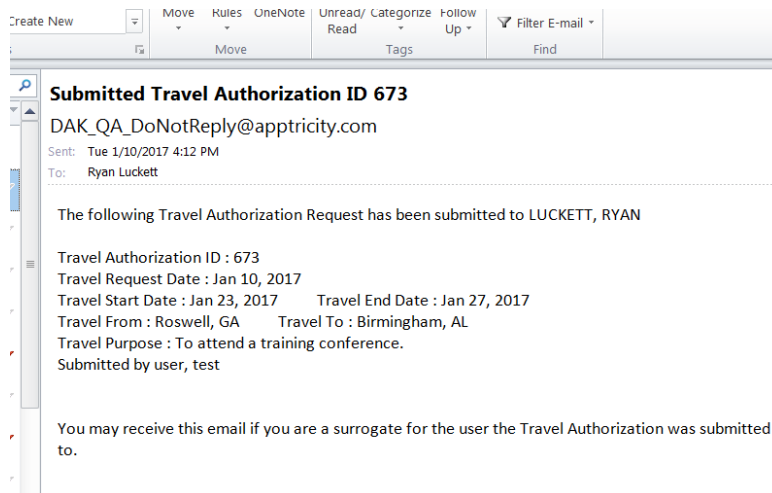 Create New
Move Rules OneNote Unread/ Categorize Follow
Read Up
Filter E-mail
Move Tags Find
Submitted Travel Authorization ID 673
DAK_QA_DoNotReply@apptricity.com
Sent: Tue 1/10/2017 4:12 PM
To: Ryan Luckett
The following Travel Authorization Request has been submitted to LUCKETT, RYAN
Travel Authorization ID : 673
Travel Request Date : Jan 10, 2017
Travel Start Date : Jan 23, 2017 Travel End Date : Jan 27, 2017
Travel From : Roswell, GA Travel To : Birmingham, AL
Travel Purpose : To attend a training conference.
Submitted by user, test
You may receive this email if you are a surrogate for the user the Travel Authorization was submitted
to.